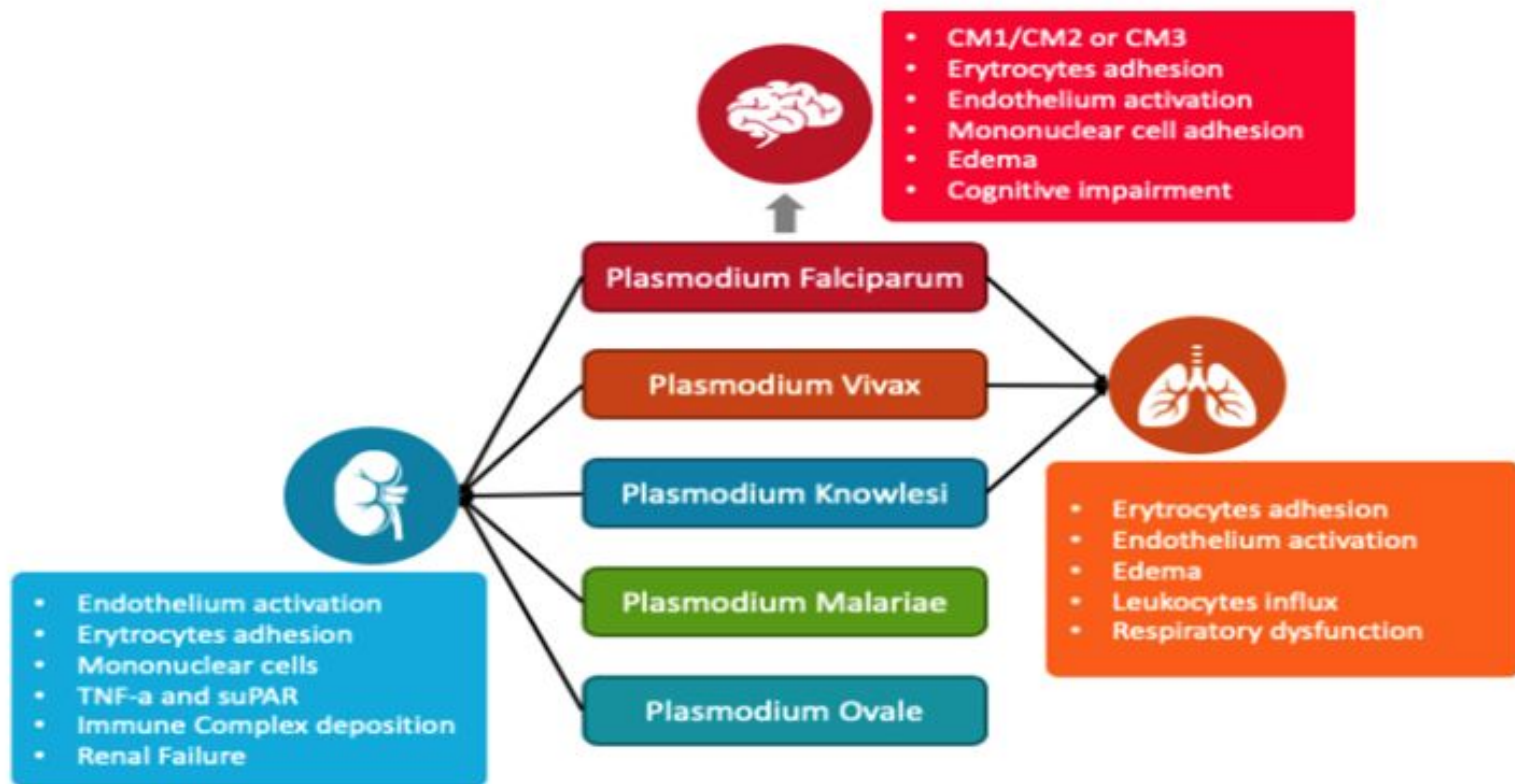 • CM1/CM2 or CM3
• Erytrocytes adhesion
• Endothelium activation
• Mononuclear cell adhesion
• Edema
• Cognitive impairment
Plasmodium Falciparum
Plasmodium Vivax
Plasmodium Knowlesi
Plasmodium Malariae
Plasmodium Ovale
• Endothelium activation
• Erytrocytes adhesion
• Mononuclear cells
• TNF-a and suPAR
• Immune Complex deposition
• Renal Failure
• Erytrocytes adhesion
• Endothelium activation
• Edema
• Leukocytes influx
• Respiratory dysfunction